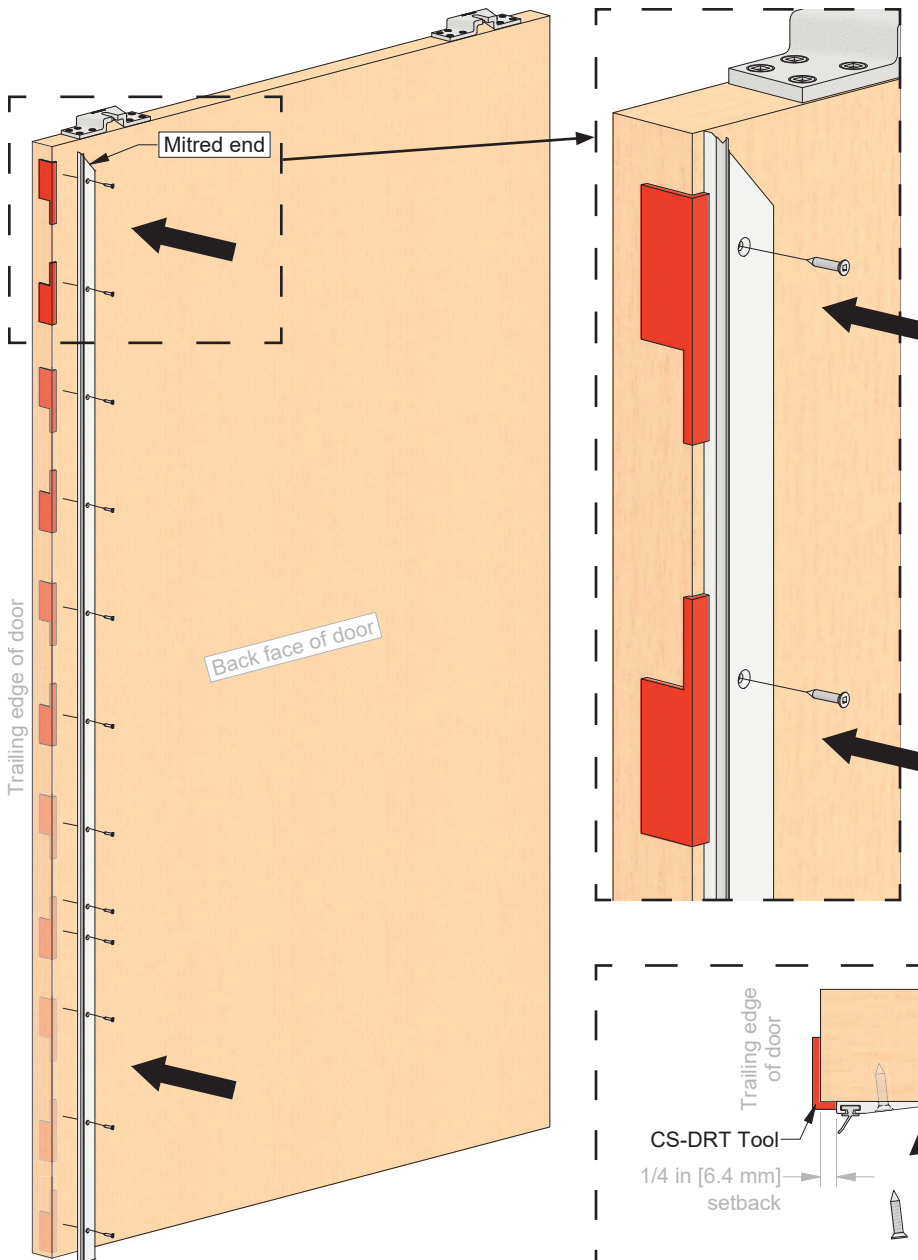 Mitred end
Back face of door
Trailing edge of door
Trailing edge
of door
CS-DRT Tool
1/4 in [6.4 mm]
setback